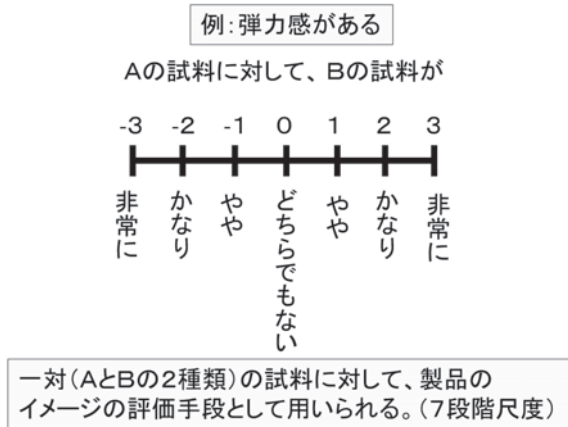 例：弾力感がある
Aの試料に対して、Bの試料が
-3 -2 -1 0 1 2 3
非常に
かなり
やや
どちらでもない
やや
かなり
非常に
一対（AとBの2種類）の試料に対して、製品の
イメージの評価手段として用いられる。（7段階尺度）